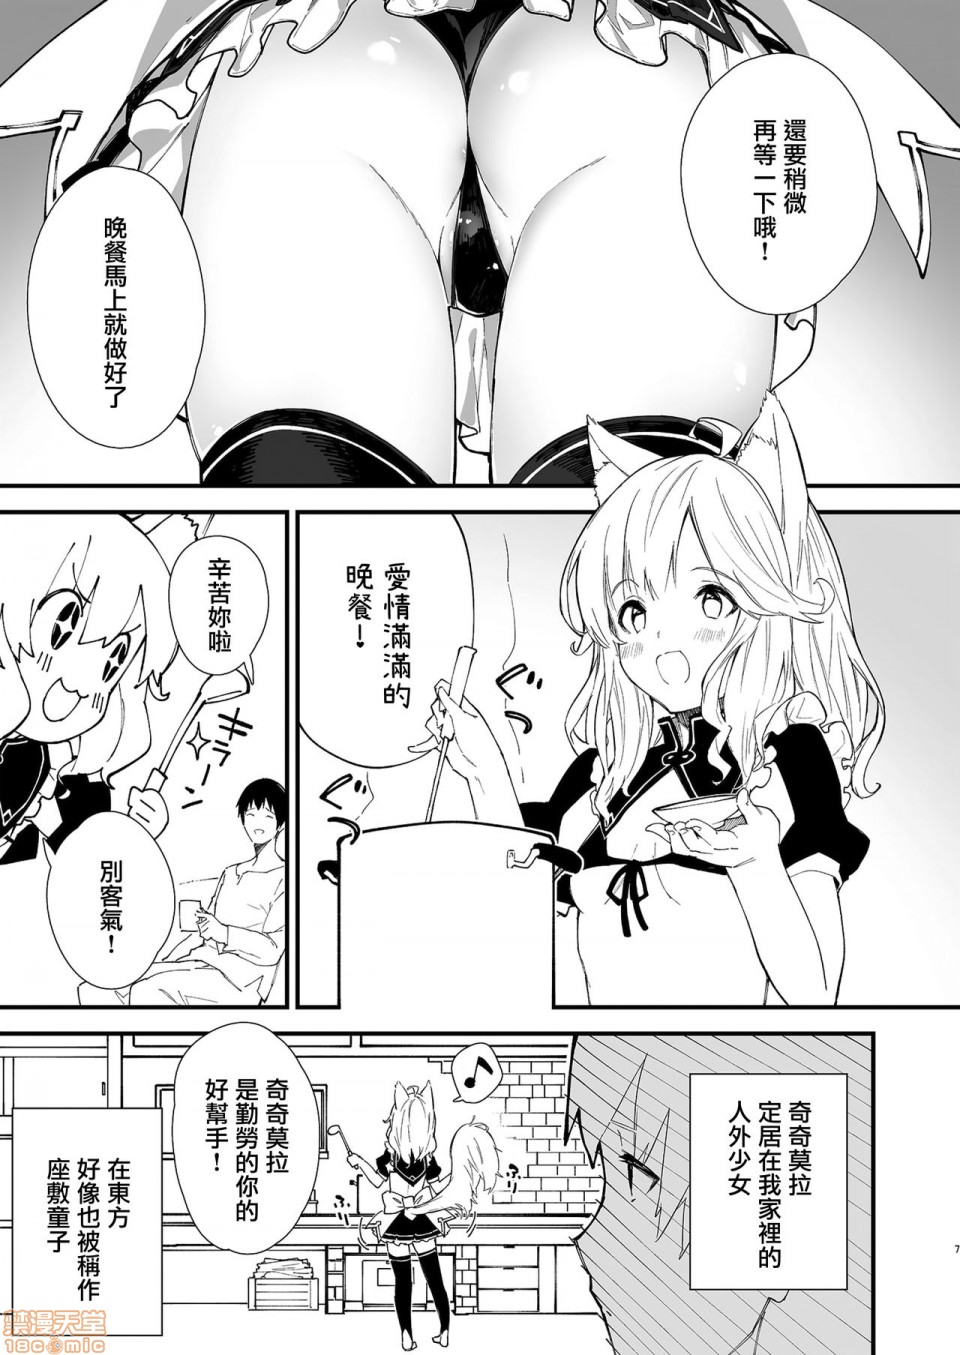 還要稍微
再等一下哦！
晚餐馬上就做好了
愛情滿滿的
晚餐！
辛苦妳啦
キラーン
別客氣！
奇奇莫拉
定居在我家裡的
人外少女
奇奇莫拉
是勤勞的你的
好幫手！
在東方
好像也被稱作
座敷童子
7
禁漫天堂
18comic